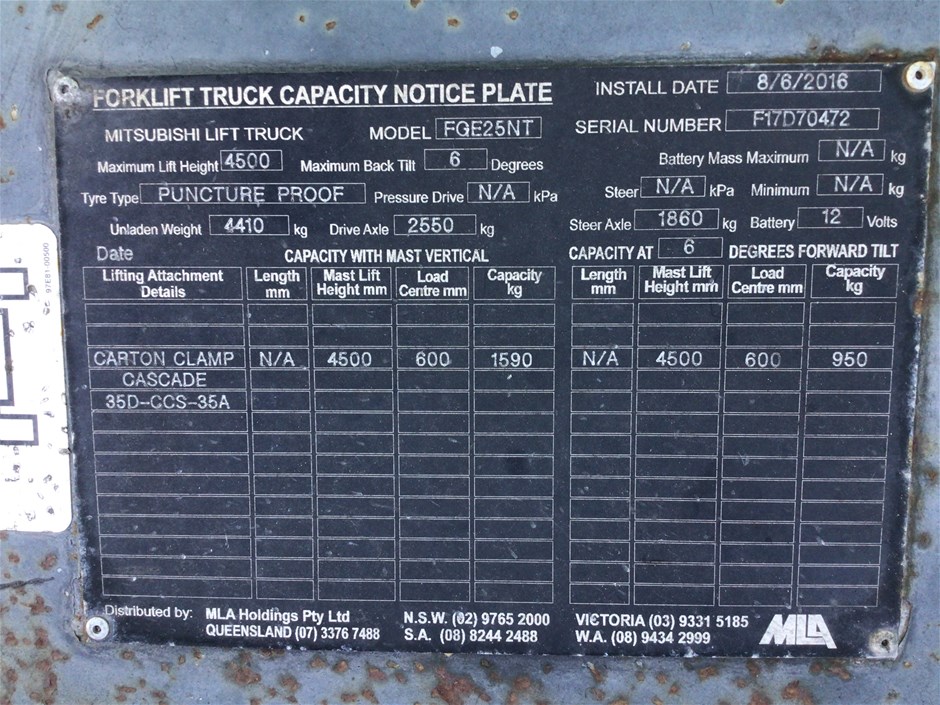 FORKLIFT TRUCK CAPACITY NOTICE PLATE INSTALL DATE 8/6/2016
MITSUBISHI LIFT TRUCK MODEL FGE25NT SERIAL NUMBER F17D70472
Maximum Lift Height 4500 Maximum Back Tilt 6 Degrees Battery Mass Maximum N/A kg
Tyre Type PUNCTURE PROOF Pressure Drive N/A kPa Steer N/A kPa Minimum N/A kg
Unladen Weight 4410 kg Drive Axle 2550 kg Steer Axle 1860 kg Battery 12 Volts
Date CAPACITY WITH MAST VERTICAL CAPACITY AT 6 DEGREES FORWARD TILT
Lifting Attachment Length Mast Lift Load Capacity Length Mast Lift Load Capacity
Details mm Height mm Centre mm kg mm Height mm Centre mm kg
CARTON CLAMP N/A 4500 600 1590 N/A 4500 600 950
CASCADE
35D-CCS-35A
Distributed by: MLA Holdings Pty Ltd N.S.W. (02) 9765 2000 VICTORIA (03) 9331 5185
QUEENSLAND (07) 3376 7488 S.A. (08) 8244 2488 W.A. (08) 9434 2999
MLA
97E81-00500